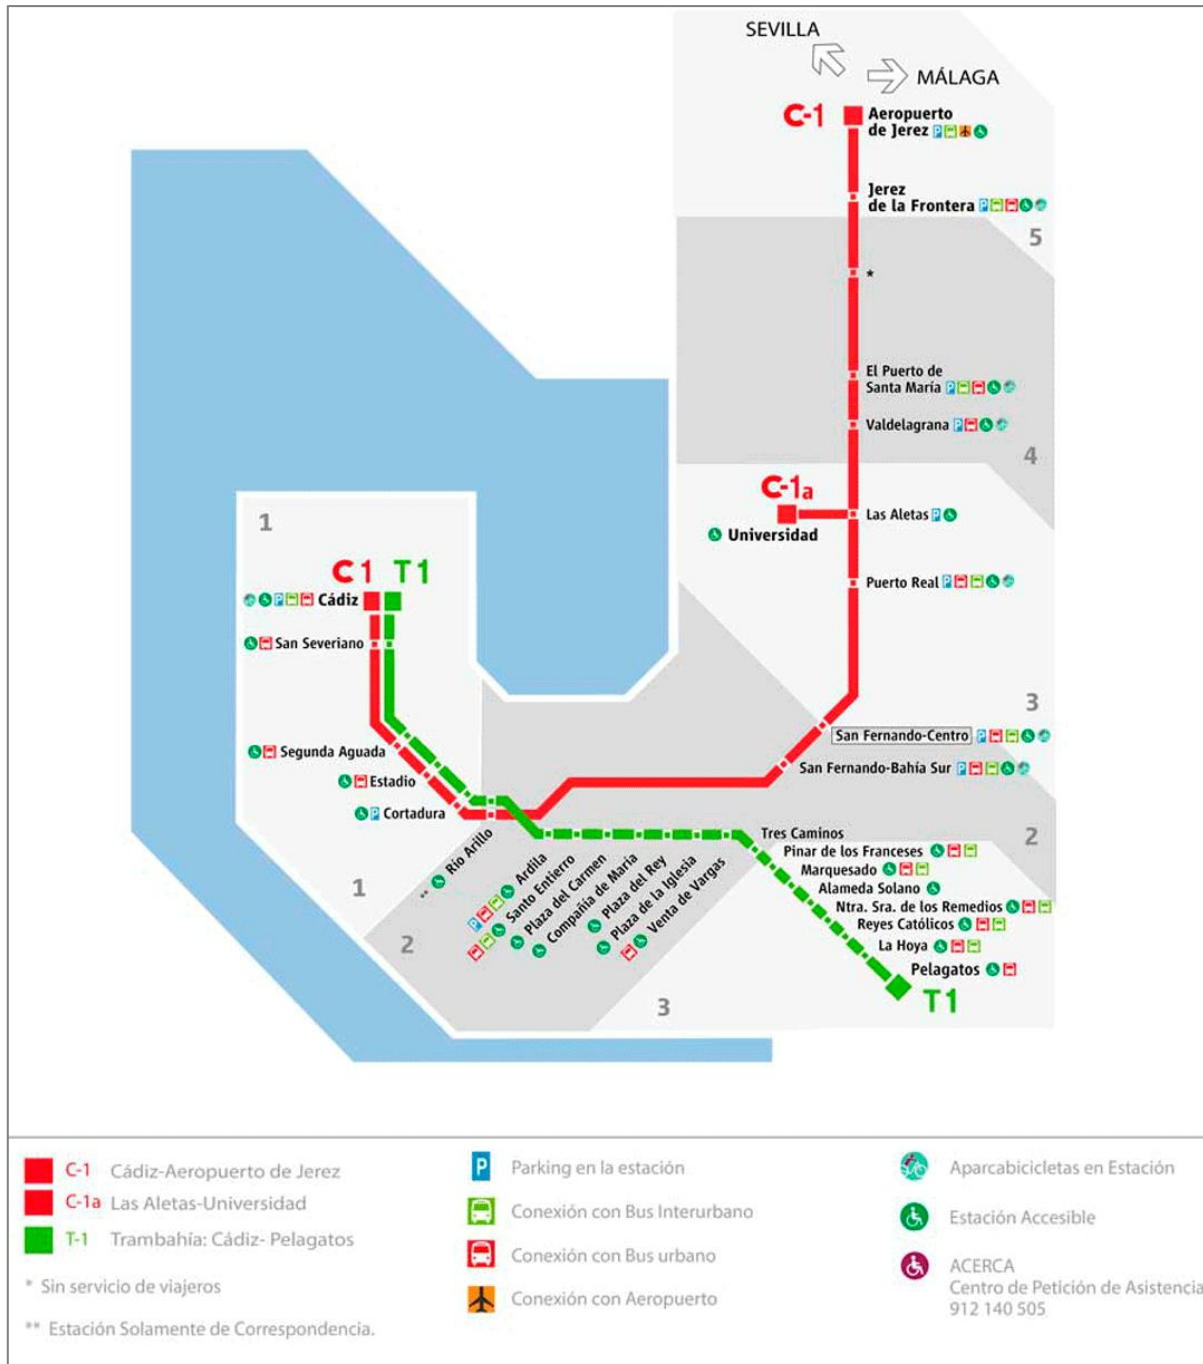 SEVILLA
MÁLAGA
C-1
Aeropuerto
de Jerez
Jerez
de la Frontera
5
*
El Puerto de
Santa María
Valdelagrana
4
C-1a
Las Aletas
Universidad
1
C1 T1
Puerto Real
Cádiz
San Severiano
3
San Fernando-Centro
Segunda Aguada
San Fernando-Bahía Sur
Estadio
Cortadura
2
Tres Caminos
** Río Arillo
Ardila
Santo Entierro
Plaza del Carmen
Compañía de María
Plaza del Rey
Plaza de la Iglesia
Venta de Vargas
Pinar de los Franceses
Marquesado
Alameda Solano
Ntra. Sra. de los Remedios
Reyes Católicos
La Hoya
Pelagatos
1
2
3
T1
C-1 Cádiz-Aeropuerto de Jerez
C-1a Las Aletas-Universidad
T-1 Trambahía: Cádiz- Pelagatos
* Sin servicio de viajeros
** Estación Solamente de Correspondencia.
P Parking en la estación
Conexión con Bus Interurbano
Conexión con Bus urbano
Conexión con Aeropuerto
Aparcabicicletas en Estación
Estación Accesible
ACERCA
Centro de Petición de Asistencia
912 140 505